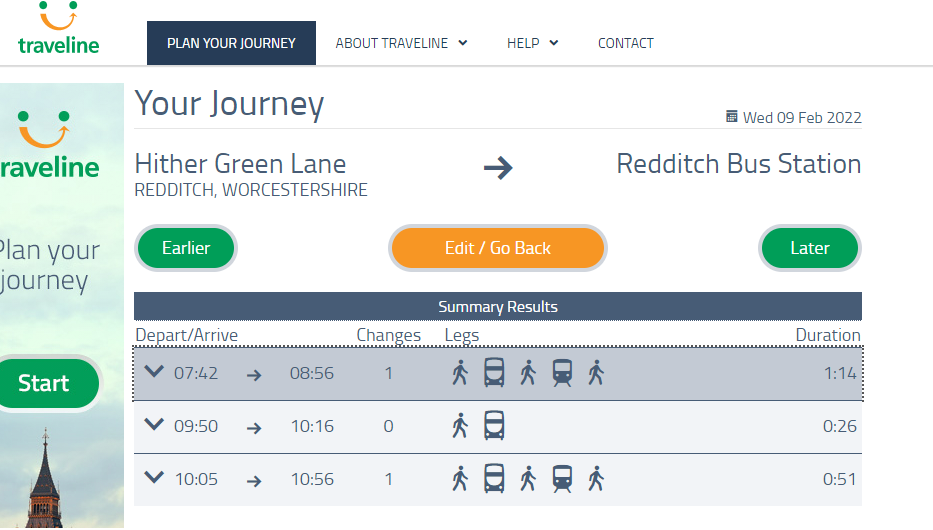 traveline
PLAN YOUR JOURNEY ABOUT TRAVELINE HELP CONTACT
raveline
Plan your
journey
Start
Your Journey
Wed 09 Feb 2022
Hither Green Lane
REDDITCH, WORCESTERSHIRE
Redditch Bus Station
Earlier
Edit / Go Back
Later
Summary Results
Depart/Arrive Changes Legs Duration
07:42 08:56 1 1:14
09:50 10:16 0 0:26
10:05 10:56 1 0:51